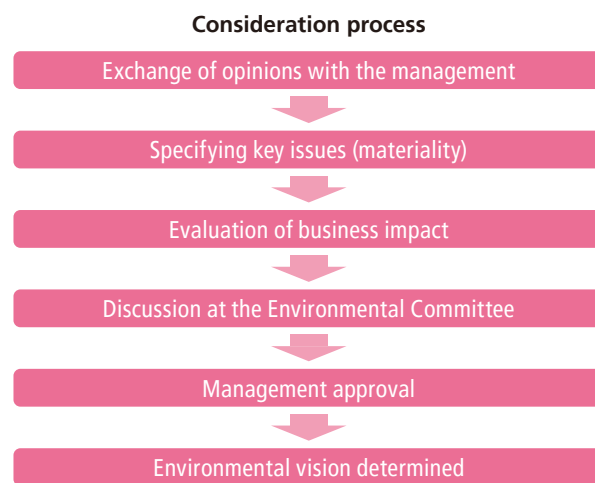 Consideration process
Exchange of opinions with the management
Specifying key issues (materiality)
Evaluation of business impact
Discussion at the Environmental Committee
Management approval
Environmental vision determined